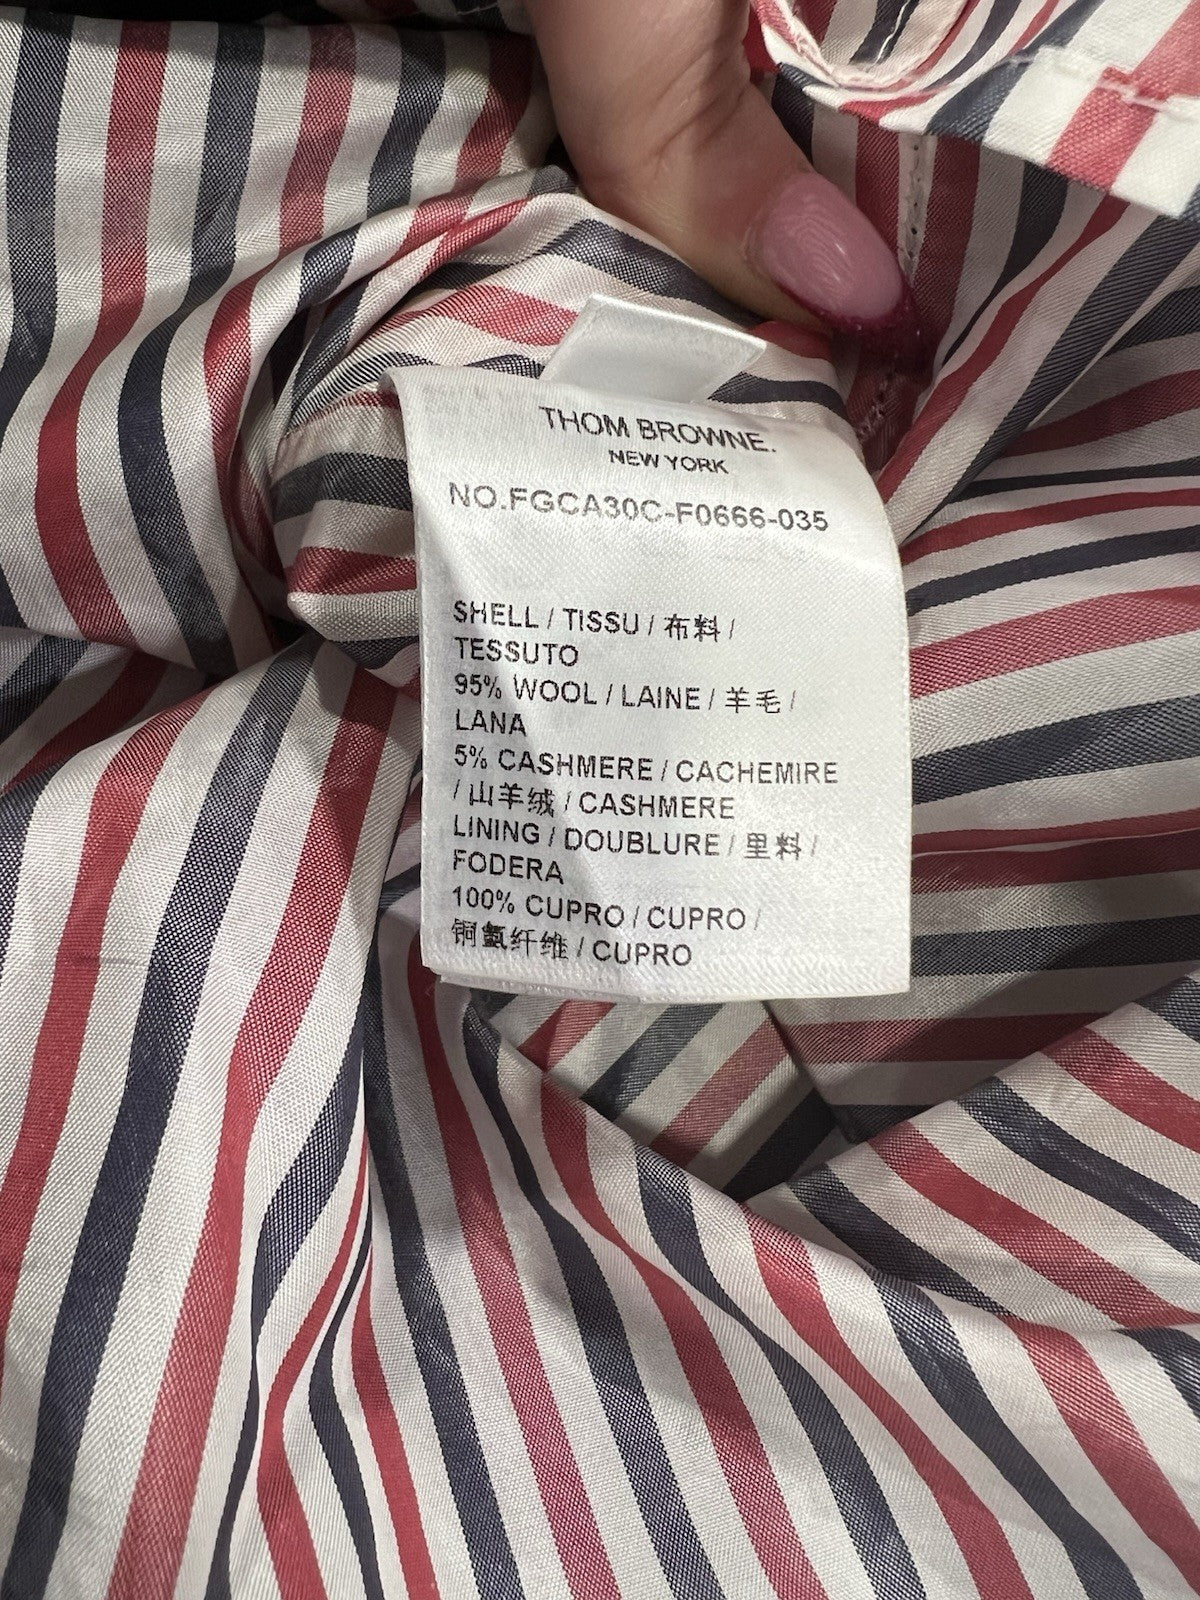 THOM BROWNE.
NEW YORK
NO.FGCA30C-F0666-035
SHELL / TISSU / 布料 /
TESSUTO
95% WOOL / LAINE / 羊毛 /
LANA
5% CASHMERE / CACHEMIRE
/ 山羊绒 / CASHMERE
LINING / DOUBLURE / 里料 /
FODERA
100% CUPRO / CUPRO /
铜氨纤维 / CUPRO